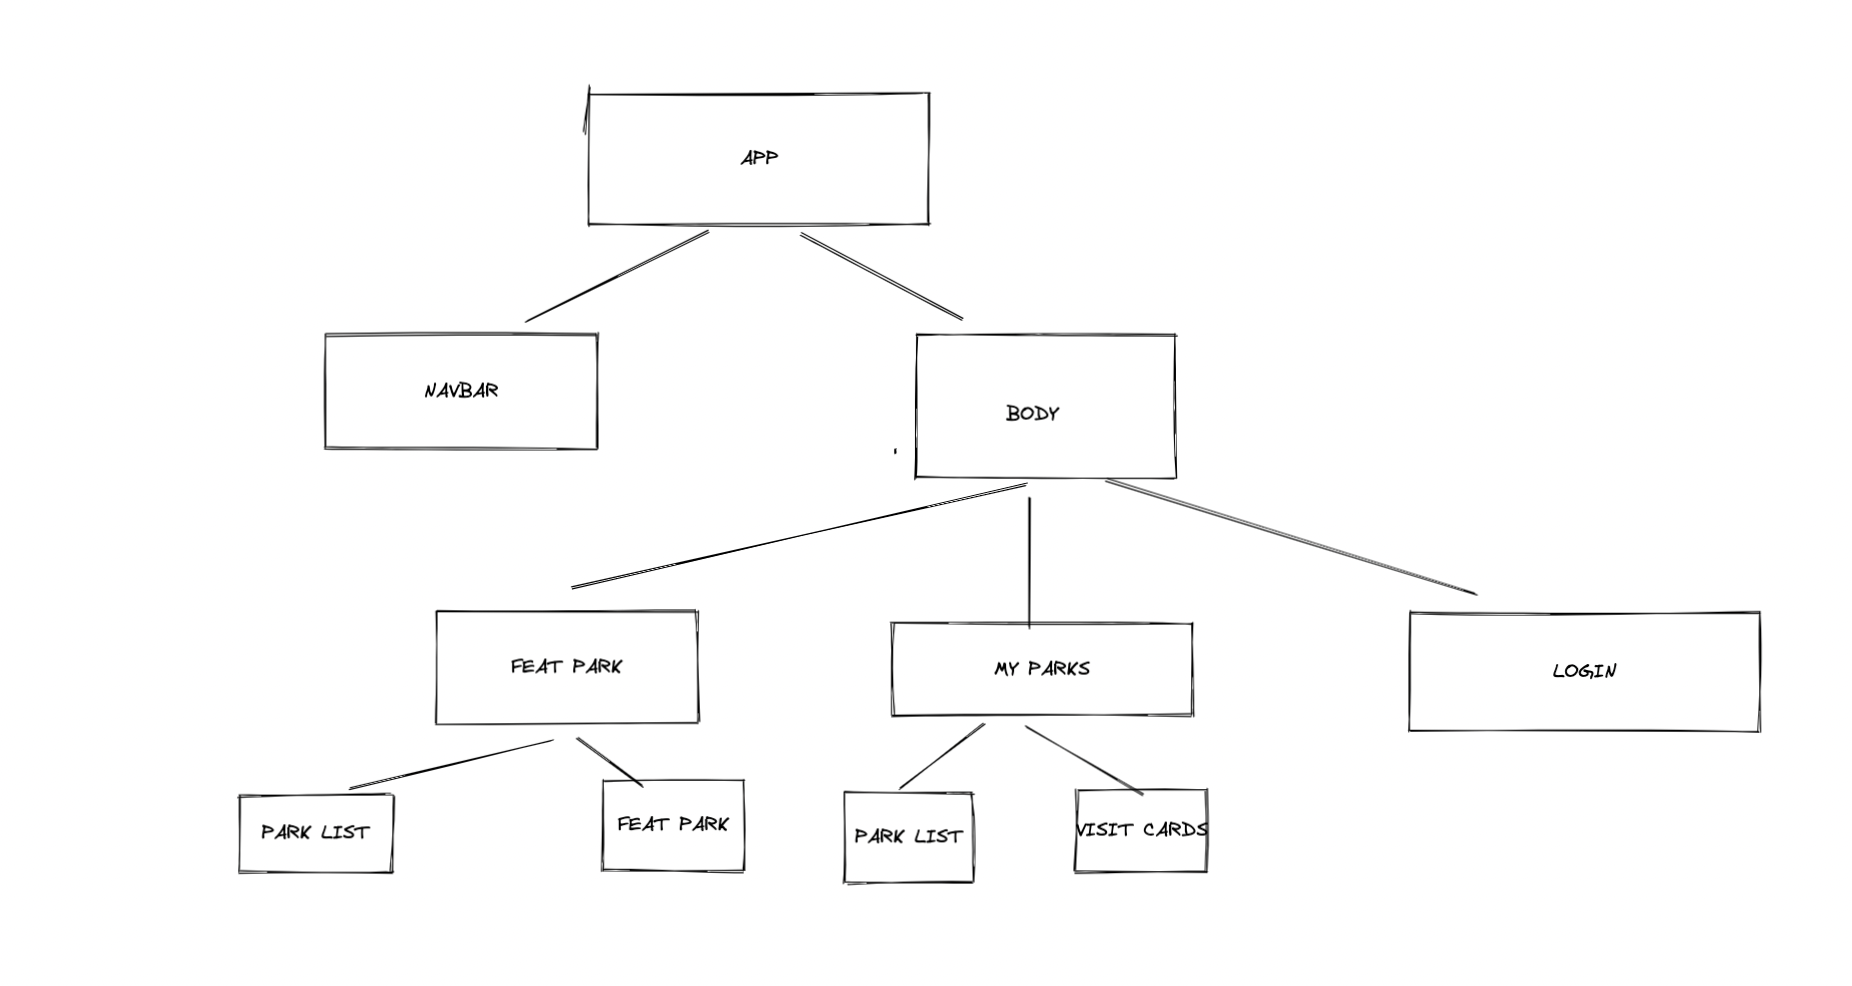 APP
NAVBAR
BODY
FEAT PARK
MY PARKS
LOGIN
PARK LIST
FEAT PARK
PARK LIST
VISIT CARDS